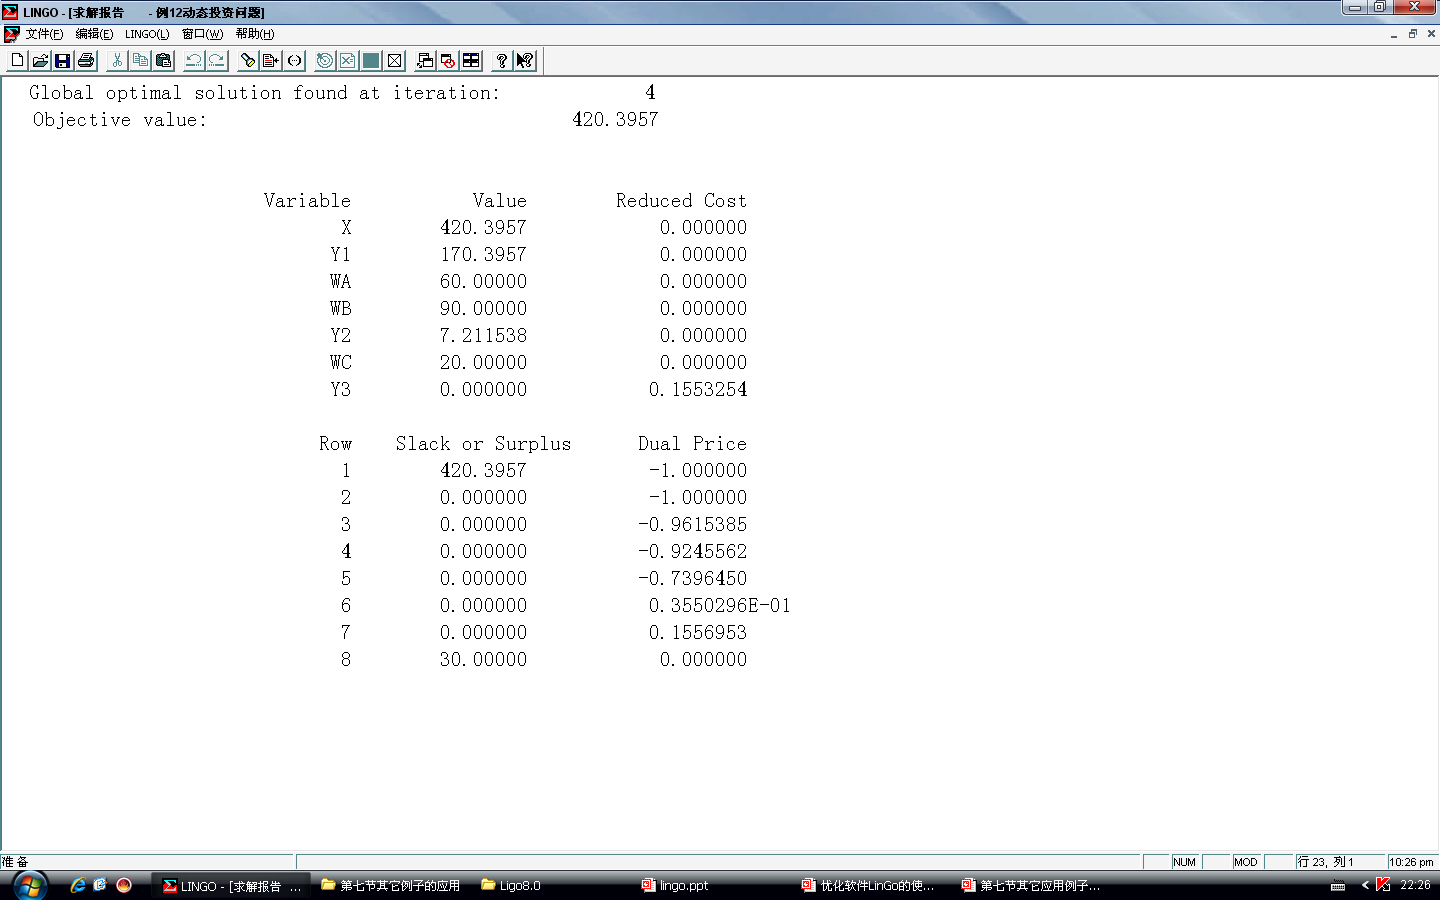 LINGO - [求解报告 - 例12动态投资问题]
文件(F) 编辑(E) LINGO(L) 窗口(W) 帮助(H)
Global optimal solution found at iteration: 4
Objective value: 420.3957
Variable Value Reduced Cost
X 420.3957 0.000000
Y1 170.3957 0.000000
WA 60.00000 0.000000
WB 90.00000 0.000000
Y2 7.211538 0.000000
WC 20.00000 0.000000
Y3 0.000000 0.1553254
Row Slack or Surplus Dual Price
1 420.3957 -1.000000
2 0.000000 -1.000000
3 0.000000 -0.9615385
4 0.000000 -0.9245562
5 0.000000 -0.7396450
6 0.000000 0.3550296E-01
7 0.000000 0.1556953
8 30.00000 0.000000
准备 NUM MOD 行 23, 列 1 10:26 pm
LINGO - [求解报告 ... 第七节其它例子的应用 Ligo8.0 lingo.ppt 优化软件LinGo的使... 第七节其它应用例子... 22:26